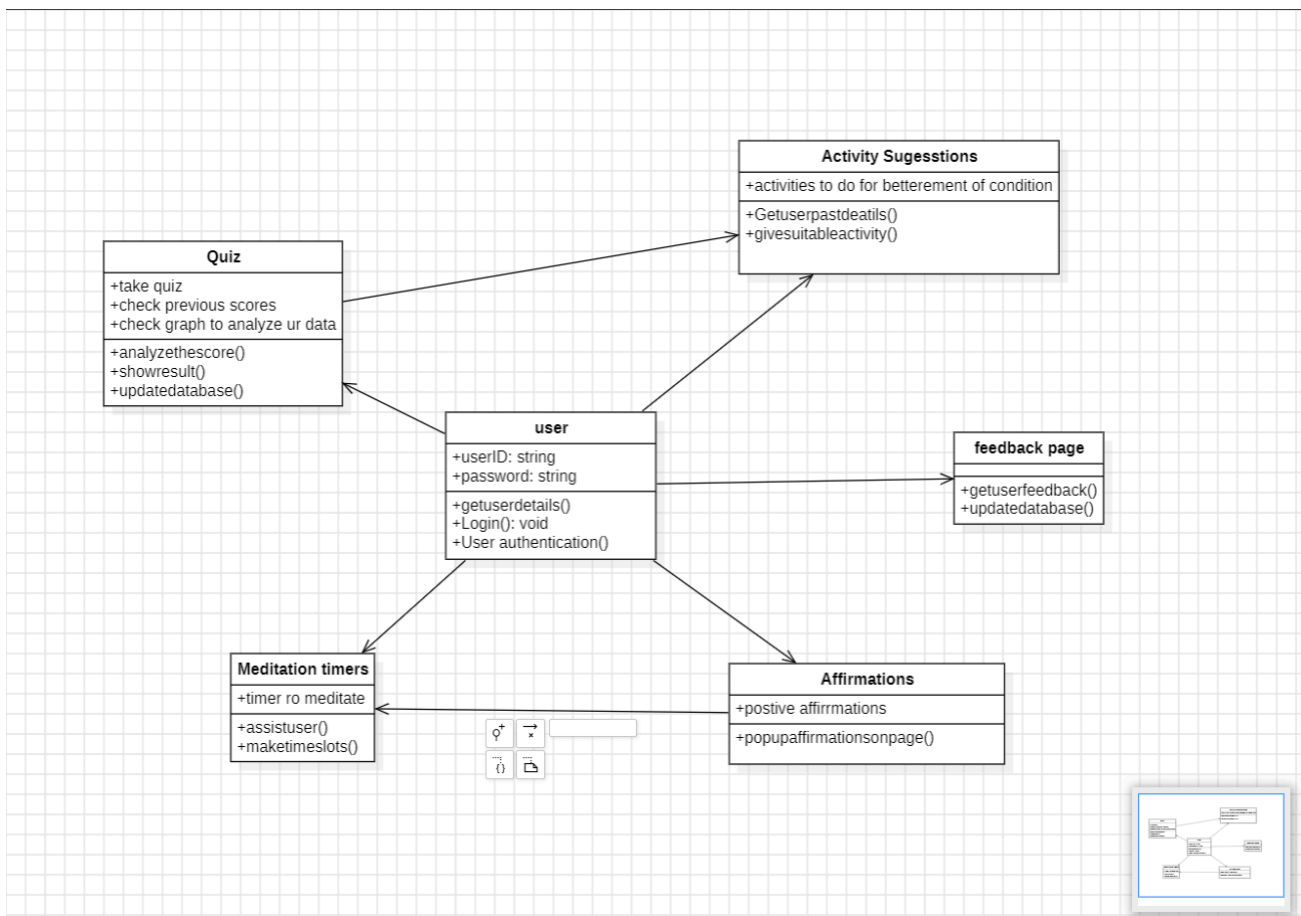 Activity Sugesstions
+activities to do for betterement of condition
+Getuserpastdeatils()
+givesuitableactivity()
Quiz
+take quiz
+check previous scores
+check graph to analyze ur data
+analyzethescore()
+showresult()
+updatedatabase()
user
+userID: string
+password: string
+getuserdetails()
+Login(): void
+User authentication()
feedback page
+getuserfeedback()
+updatedatabase()
Meditation timers
+timer ro meditate
+assistuser()
+maketimeslots()
Affirmations
+postive affirrmations
+popupaffirmationsonpage()